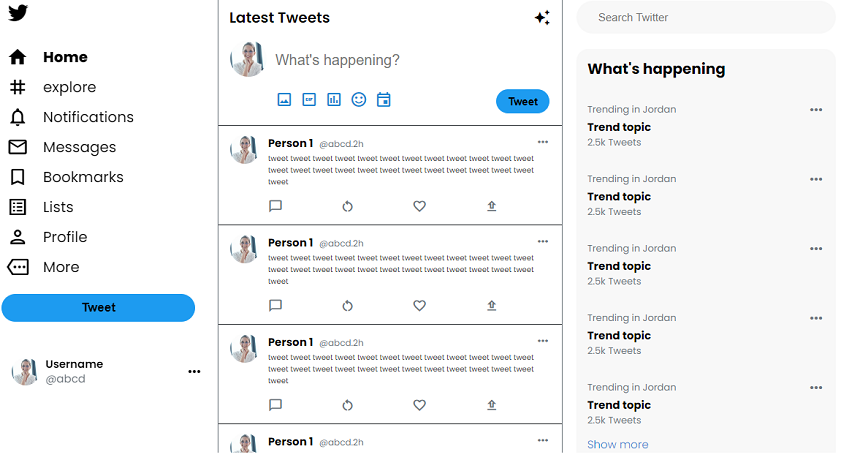 Home
explore
Notifications
Messages
Bookmarks
Lists
Profile
More
Tweet
Username
@abcd
Latest Tweets
What's happening?
GIF
Tweet
Person 1 @abcd.2h
tweet tweet tweet tweet tweet tweet tweet tweet tweet tweet tweet tweet
tweet tweet tweet tweet tweet tweet tweet tweet tweet tweet tweet tweet
tweet
Person 1 @abcd.2h
tweet tweet tweet tweet tweet tweet tweet tweet tweet tweet tweet tweet
tweet tweet tweet tweet tweet tweet tweet tweet tweet tweet tweet tweet
tweet
Person 1 @abcd.2h
tweet tweet tweet tweet tweet tweet tweet tweet tweet tweet tweet tweet
tweet tweet tweet tweet tweet tweet tweet tweet tweet tweet tweet tweet
tweet
Person 1 @abcd.2h
Search Twitter
What's happening
Trending in Jordan
Trend topic
2.5k Tweets
Trending in Jordan
Trend topic
2.5k Tweets
Trending in Jordan
Trend topic
2.5k Tweets
Trending in Jordan
Trend topic
2.5k Tweets
Trending in Jordan
Trend topic
2.5k Tweets
Show more